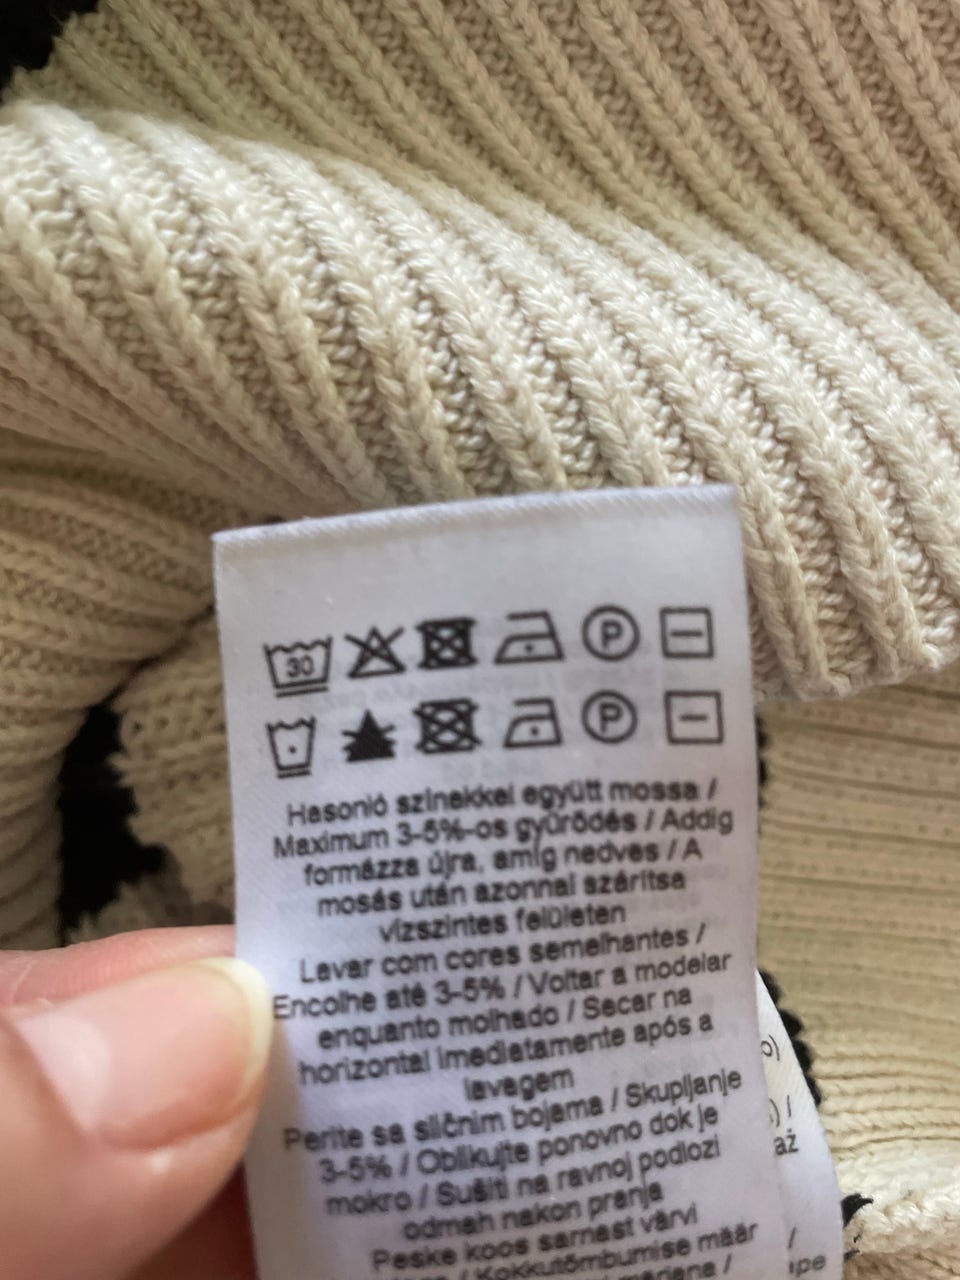 30 P
P
Hasonló színekkel együtt mossa /
Maximum 3-5%-os gyűrődés / Addig
formázza újra, amíg nedves / A
mosás után azonnal szárítsa
vízszintes felületen
Lavar com cores semelhantes /
Encolhe até 3-5% / Voltar a modelar
enquanto molhado / Secar na
horizontal imediatamente após a
lavagem
Perite sa sličnim bojama / Skupljanje
3-5% / Oblikujte ponovno dok je
mokro / Sušiti na ravnoj podlozi
odmah nakon pranja
Peske koos sarnast värvi
/ Kokkutõmbumise määr
/
o)
) /
až
/